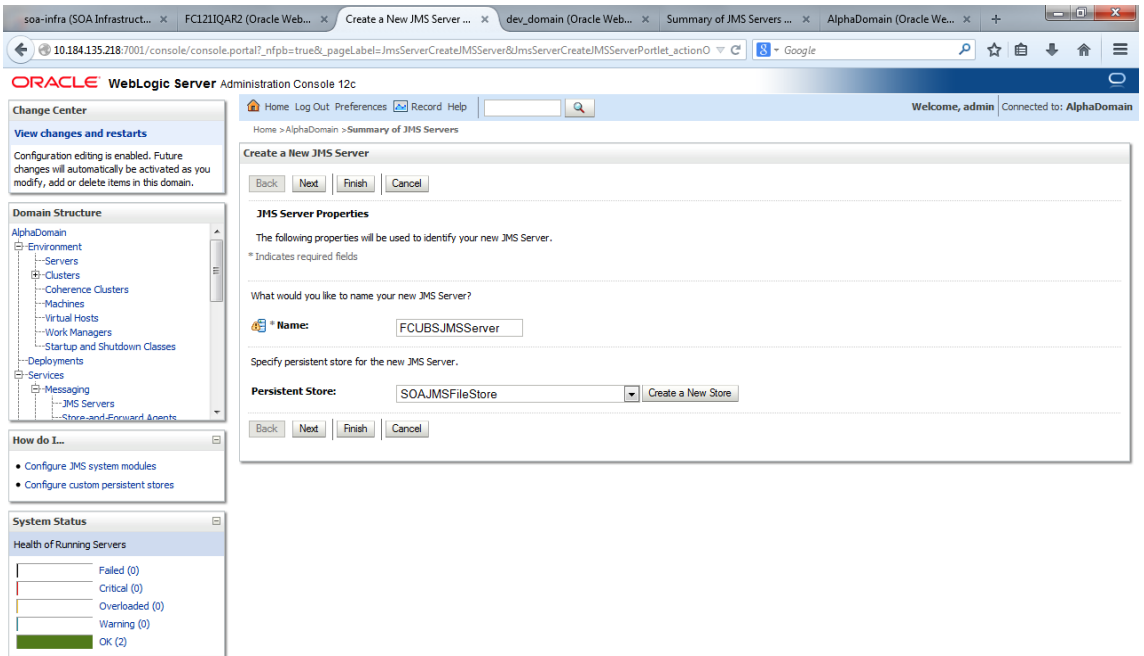 soa-infra (SOA Infrastruct... ×
FC121IQAR2 (Oracle Web... ×
Create a New JMS Server ... ×
dev_domain (Oracle Web... ×
Summary of JMS Servers ... ×
AlphaDomain (Oracle We... ×
10.184.135.218:7001/console/console.portal?_nfpb=true&_pageLabel=JmsServerCreateJMSServer&JmsServerCreateJMSServerPortlet_actionO
Google
ORACLE WebLogic Server Administration Console 12c
Change Center
View changes and restarts
Configuration editing is enabled. Future
changes will automatically be activated as you
modify, add or delete items in this domain.
Domain Structure
AlphaDomain
Environment
Servers
Clusters
Coherence Clusters
Machines
Virtual Hosts
Work Managers
Startup and Shutdown Classes
Deployments
Services
Messaging
JMS Servers
Store-and-Forward Agents
How do I...
Configure JMS system modules
Configure custom persistent stores
System Status
Health of Running Servers
Failed (0)
Critical (0)
Overloaded (0)
Warning (0)
OK (2)
Home Log Out Preferences Record Help
Welcome, admin Connected to: AlphaDomain
Home >AlphaDomain >Summary of JMS Servers
Create a New JMS Server
Back Next Finish Cancel
JMS Server Properties
The following properties will be used to identify your new JMS Server.
* Indicates required fields
What would you like to name your new JMS Server?
* Name: FCUBSJMSServer
Specify persistent store for the new JMS Server.
Persistent Store: SOAJMSFileStore Create a New Store
Back Next Finish Cancel